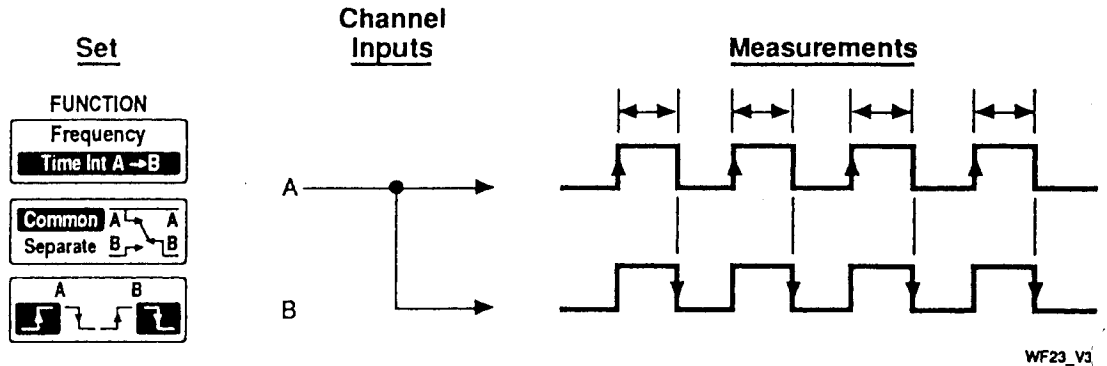 Set
Channel
Inputs
Measurements
FUNCTION
Frequency
Time Int A→B
Common A A
Separate B B
A B
A
B
WF23_V3